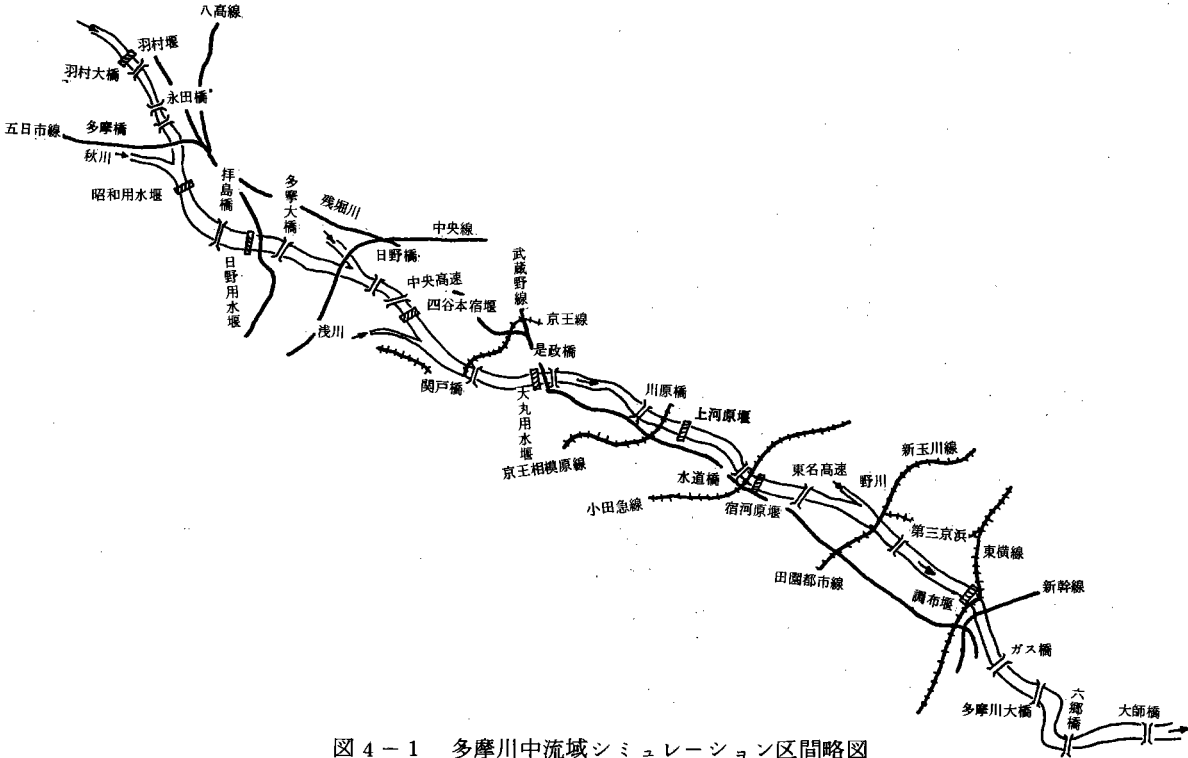 八高線
羽村堰
羽村大橋
永田橋
五日市線
多摩橋
秋川
昭和用水堰
拝島橋
多摩大橋
残堀川
中央線
日野橋
日野用水堰
中央高速
武蔵野線
四谷本宿堰
京王線
浅川
是政橋
関戸橋
大丸用水堰
川原橋
上河原堰
京王相模原線
水道橋
東名高速
新玉川線
野川
小田急線
宿河原堰
第三京浜
東横線
田園都市線
調布堰
新幹線
ガス橋
多摩川大橋
六郷橋
大師橋
図4-1 多摩川中流域シミュレーション区間略図